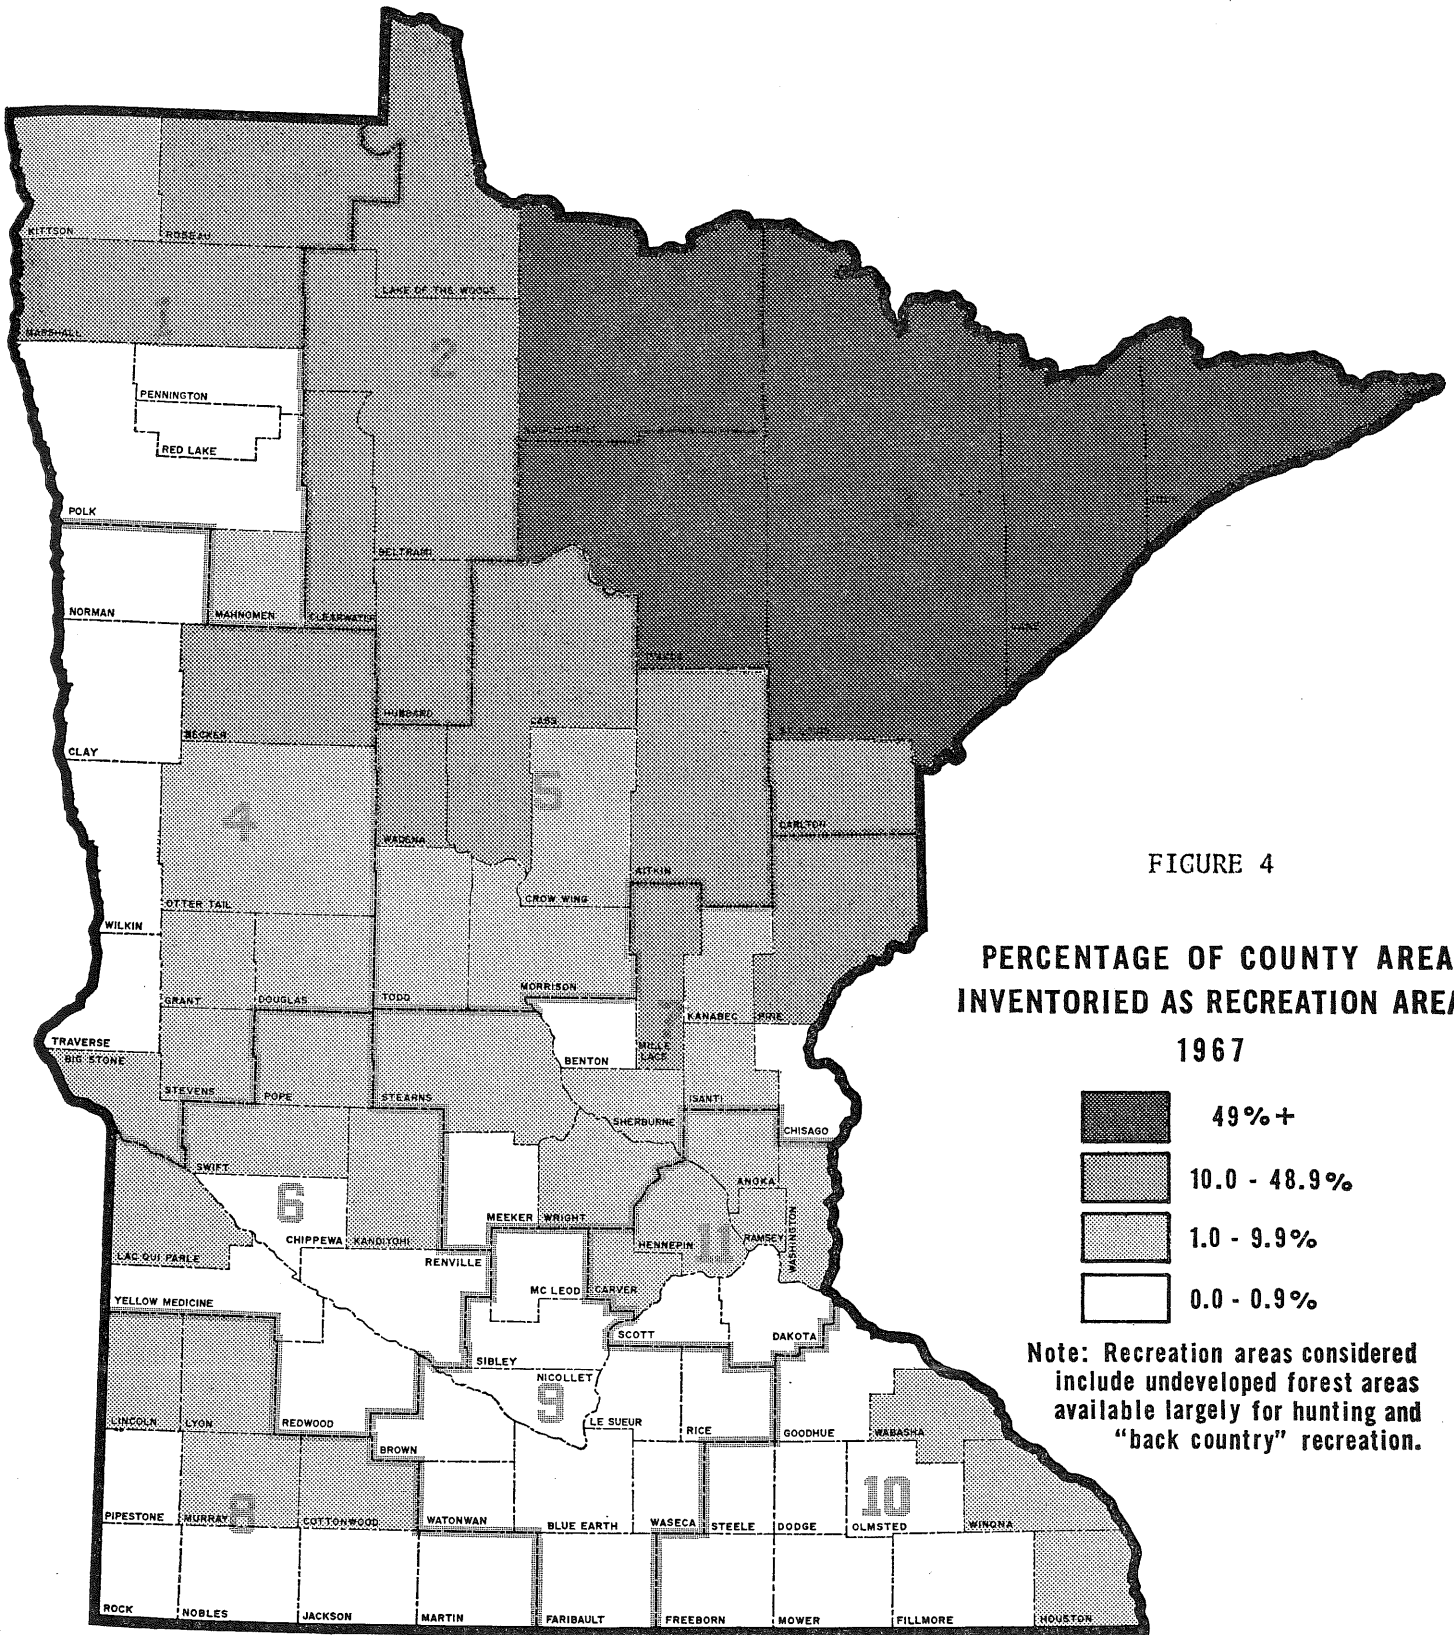 KITTSON
ROSEAU
LAKE OF THE WOODS
MARSHALL
1
2
PENNINGTON
RED LAKE
POLK
BELTRAMI
NORMAN
MAHNOMEN
CLEARWATER
HUBBARD
CASS
BECKER
CLAY
ST. LOUIS
LAKE
COOK
4
5
WADENA
CARLTON
AITKIN
FIGURE 4
OTTER TAIL
CROW WING
WILKIN
PERCENTAGE OF COUNTY AREA
INVENTORIED AS RECREATION AREA
1967
GRANT
DOUGLAS
TODD
MORRISON
KANABEC
PINE
TRAVERSE
BIG STONE
BENTON
MILLE
LACS
STEVENS
POPE
STEARNS
ISANTI
SHERBURNE
CHISAGO
49%+
SWIFT
ANOKA
10.0 - 48.9%
6
MEEKER
WRIGHT
CHIPPEWA
KANDIYOHI
HENNEPIN
11
RAMSEY
WASHINGTON
1.0 - 9.9%
LAC QUI PARLE
RENVILLE
MC LEOD
CARVER
0.0 - 0.9%
YELLOW MEDICINE
SCOTT
DAKOTA
Note: Recreation areas considered
include undeveloped forest areas
available largely for hunting and
"back country" recreation.
SIBLEY
NICOLLET
9
LINCOLN
LYON
REDWOOD
LE SUEUR
RICE
GOODHUE
WABASHA
BROWN
10
PIPESTONE
MURRAY
8
COTTONWOOD
WATONWAN
BLUE EARTH
WASECA
STEELE
DODGE
OLMSTED
WINONA
ROCK
NOBLES
JACKSON
MARTIN
FARIBAULT
FREEBORN
MOWER
FILLMORE
HOUSTON